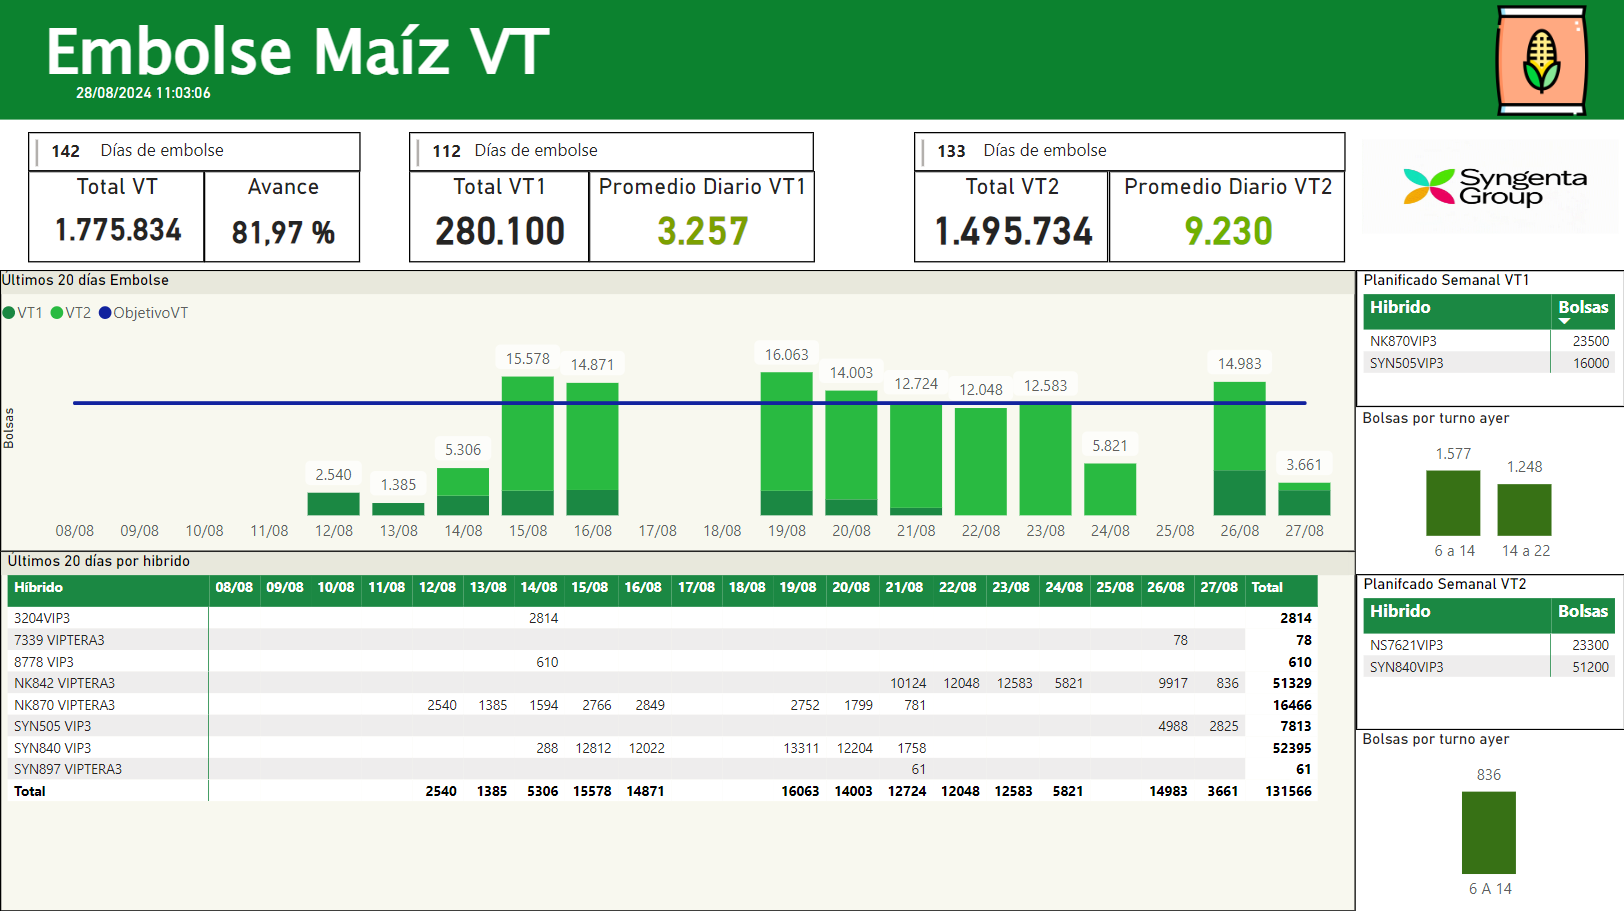 Embolse Maíz VT
28/08/2024 11:03:06
142 Días de embolse
Total VT Avance
1.775.834 81,97 %
112 Días de embolse
Total VT1 Promedio Diario VT1
280.100 3.257
133 Días de embolse
Total VT2 Promedio Diario VT2
1.495.734 9.230
Syngenta
Group
Últimos 20 días Embolse
VT1 VT2 ObjetivoVT
Bolsas
2.540 1.385 5.306 15.578 14.871 16.063 14.003 12.724 12.048 12.583 5.821 14.983 3.661
08/08 09/08 10/08 11/08 12/08 13/08 14/08 15/08 16/08 17/08 18/08 19/08 20/08 21/08 22/08 23/08 24/08 25/08 26/08 27/08
Últimos 20 días por hibrido
Híbrido 08/08 09/08 10/08 11/08 12/08 13/08 14/08 15/08 16/08 17/08 18/08 19/08 20/08 21/08 22/08 23/08 24/08 25/08 26/08 27/08 Total
3204VIP3 2814 2814
7339 VIPTERA3 78 78
8778 VIP3 610 610
NK842 VIPTERA3 10124 12048 12583 5821 9917 836 51329
NK870 VIPTERA3 2540 1385 1594 2766 2849 2752 1799 781 16466
SYN505 VIP3 4988 2825 7813
SYN840 VIP3 288 12812 12022 13311 12204 1758 52395
SYN897 VIPTERA3 61 61
Total 2540 1385 5306 15578 14871 16063 14003 12724 12048 12583 5821 14983 3661 131566
Planificado Semanal VT1
Hibrido Bolsas
NK870VIP3 23500
SYN505VIP3 16000
Bolsas por turno ayer
1.577 1.248
6 a 14 14 a 22
Planifcado Semanal VT2
Hibrido Bolsas
NS7621VIP3 23300
SYN840VIP3 51200
Bolsas por turno ayer
836
6 A 14